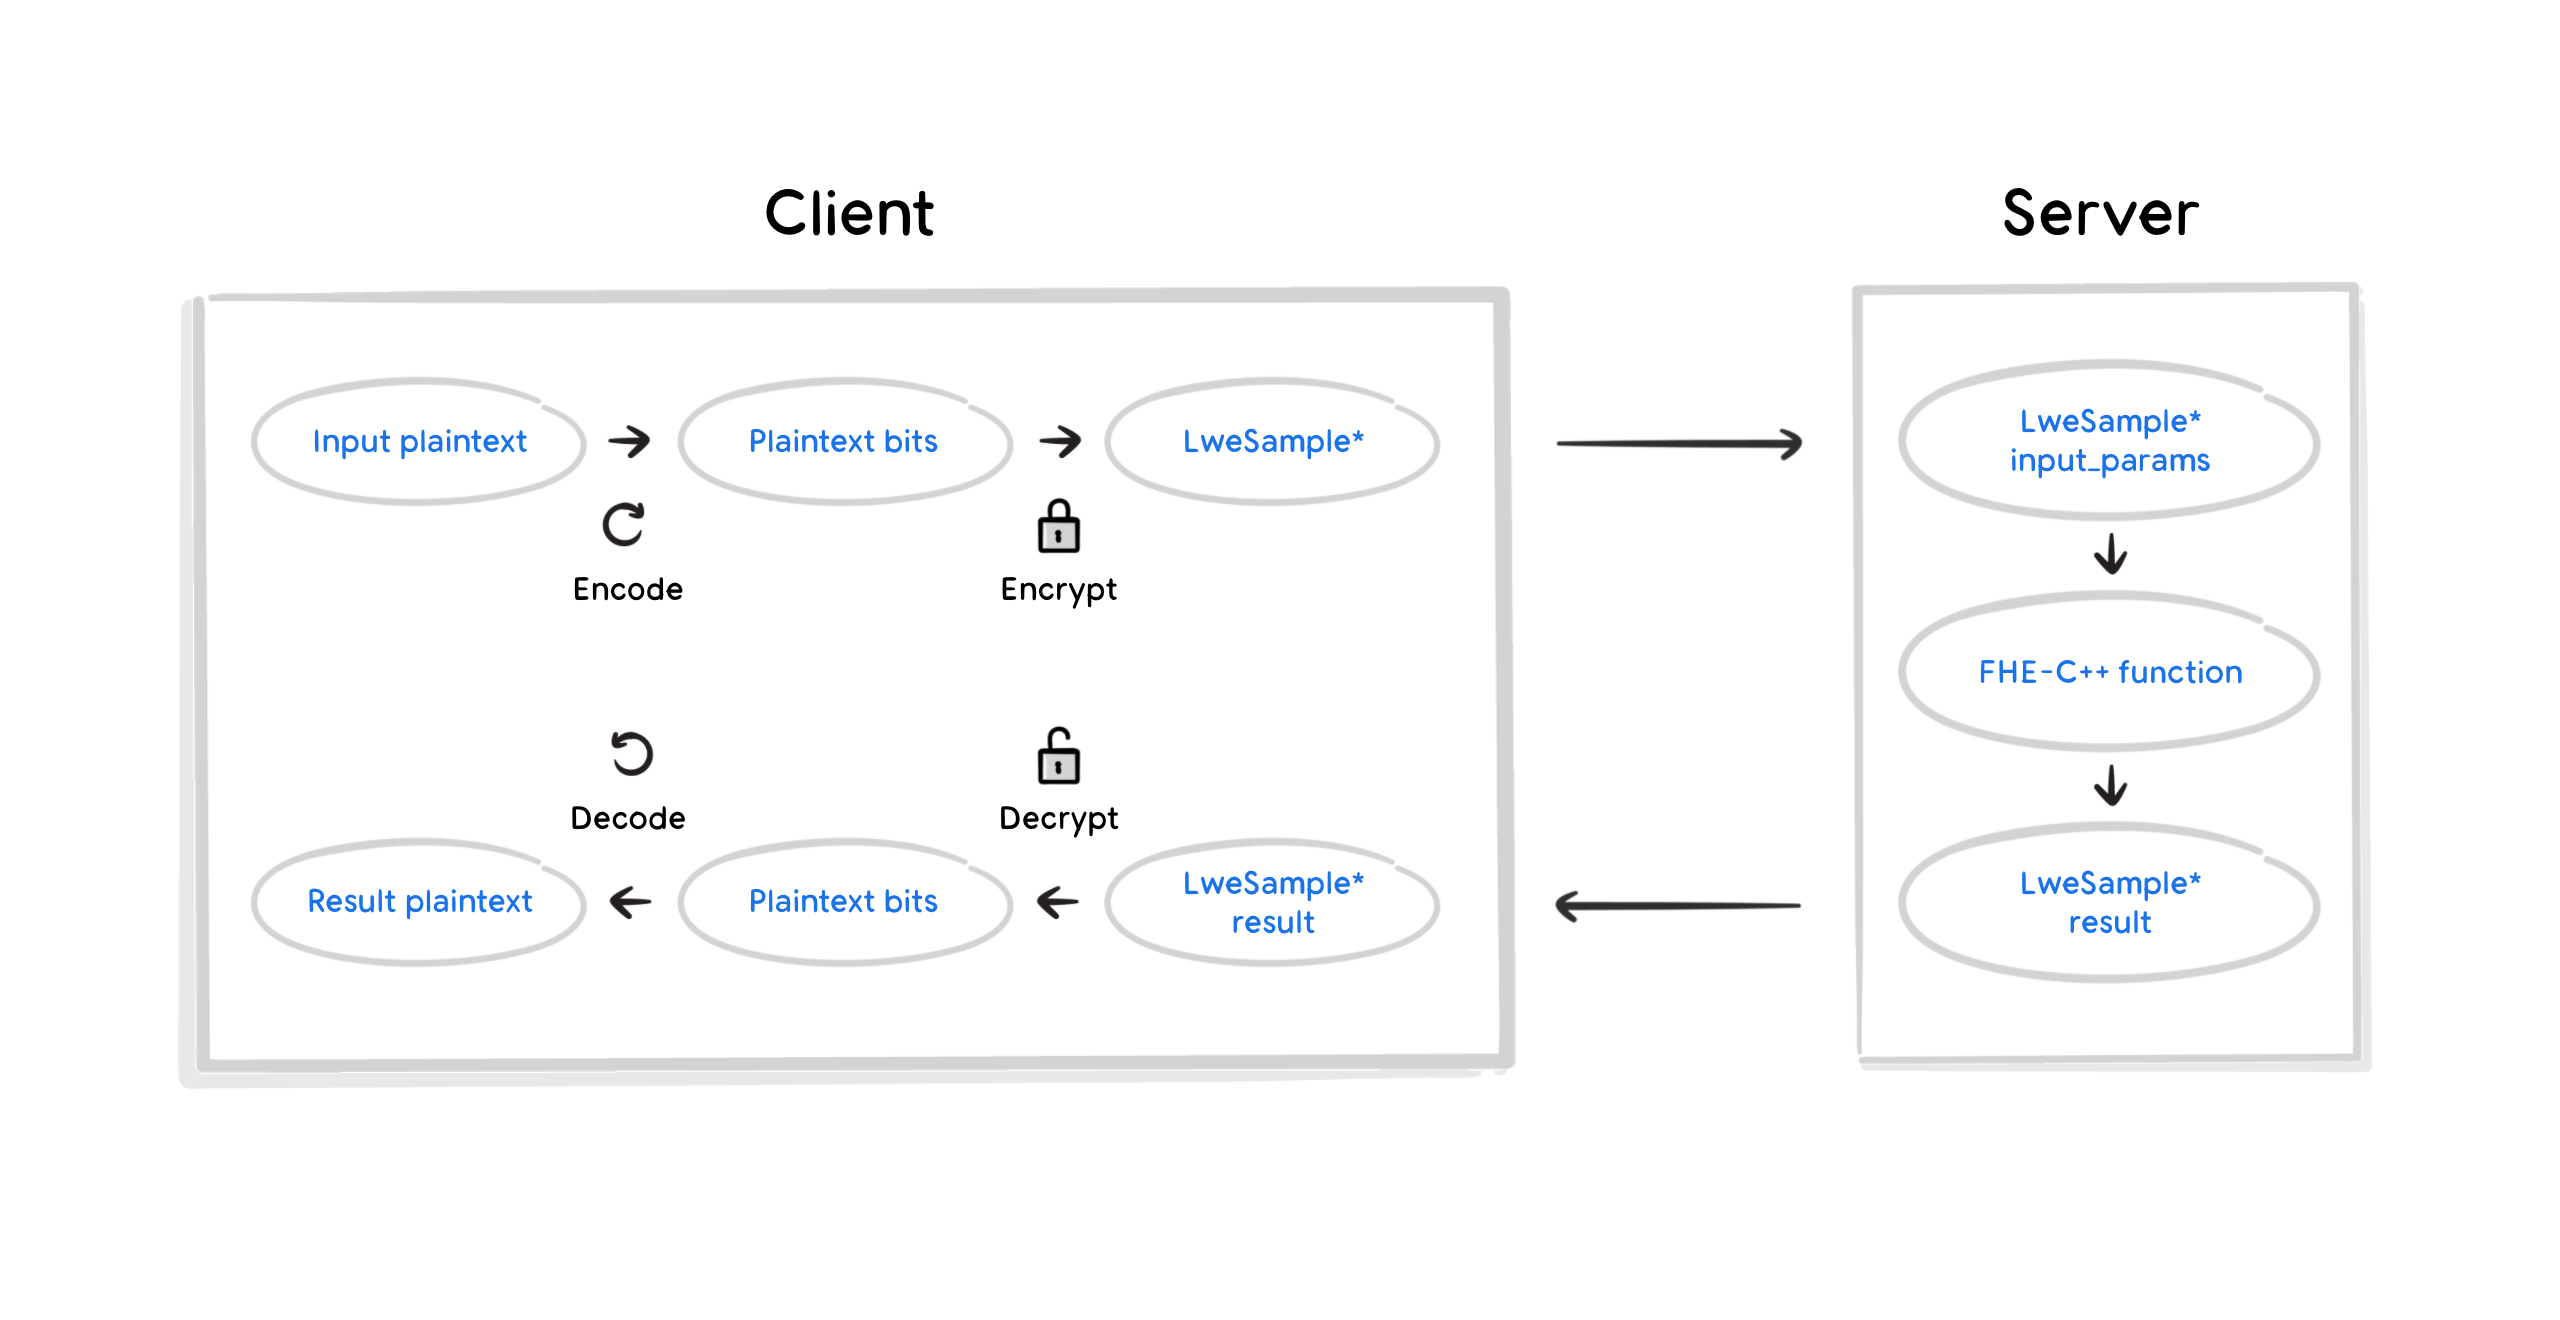 Client
Server
Input plaintext
Plaintext bits
LweSample*
Encode
Encrypt
Decode
Decrypt
Result plaintext
Plaintext bits
LweSample*
result
LweSample*
input_params
FHE-C++ function
LweSample*
result